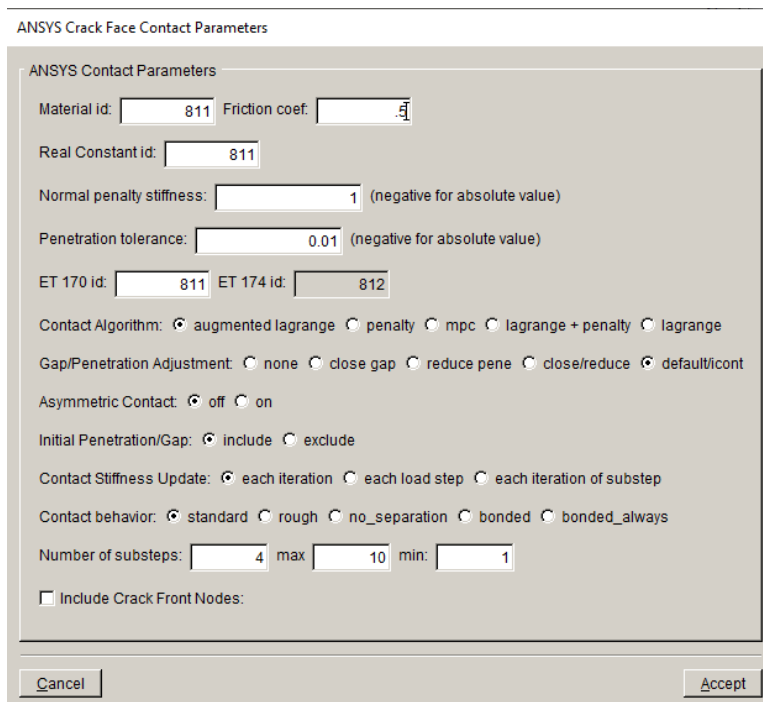 ANSYS Crack Face Contact Parameters
ANSYS Contact Parameters
Material id: 811 Friction coef: .5
Real Constant id: 811
Normal penalty stiffness: 1 (negative for absolute value)
Penetration tolerance: 0.01 (negative for absolute value)
ET 170 id: 811 ET 174 id: 812
Contact Algorithm: augmented lagrange penalty mpc lagrange + penalty lagrange
Gap/Penetration Adjustment: none close gap reduce pene close/reduce default/icont
Asymmetric Contact: off on
Initial Penetration/Gap: include exclude
Contact Stiffness Update: each iteration each load step each iteration of substep
Contact behavior: standard rough no_separation bonded bonded_always
Number of substeps: 4 max 10 min: 1
Include Crack Front Nodes:
Cancel Accept